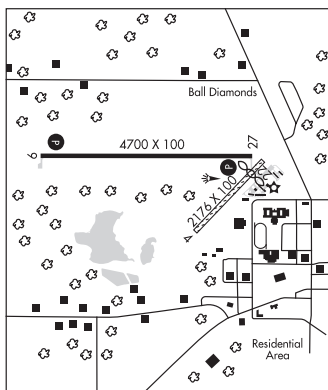 Ball Diamonds
P
4700 X 100
9
27
P
2176 X 100
4
Residential
Area